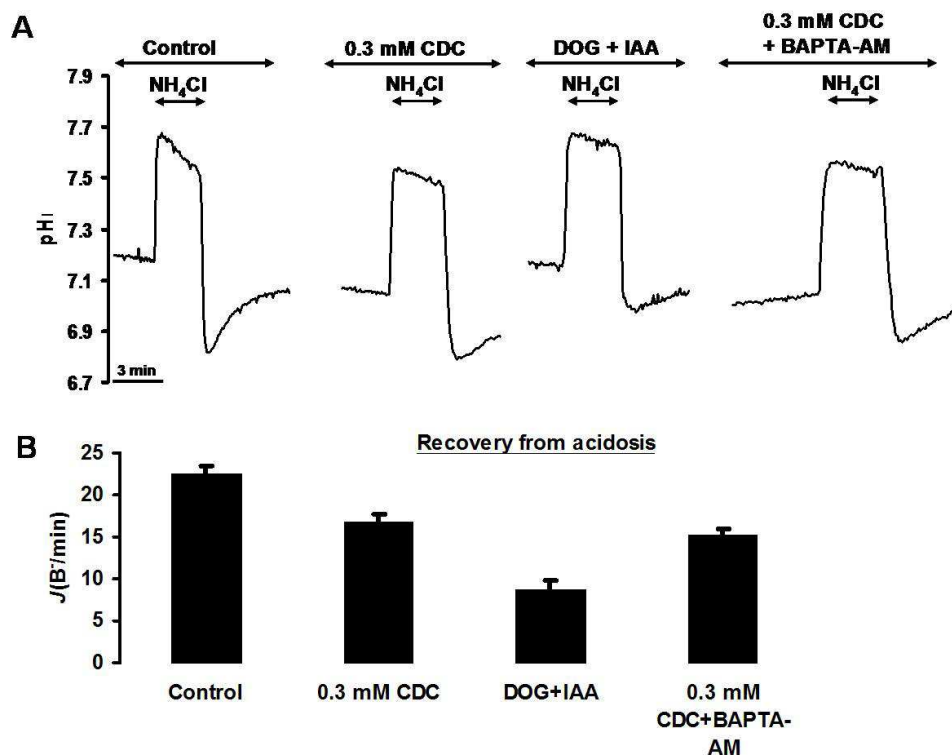 A
Control
0.3 mM CDC
DOG + IAA
0.3 mM CDC
+ BAPTA-AM
NH₄Cl
NH₄Cl
NH₄Cl
NH₄Cl
pHi
7.9
7.7
7.5
7.3
7.1
6.9
6.7
3 min
B
Recovery from acidosis
J(B⁻/min)
25
20
15
10
5
0
Control
0.3 mM CDC
DOG+IAA
0.3 mM
CDC+BAPTA-
AM